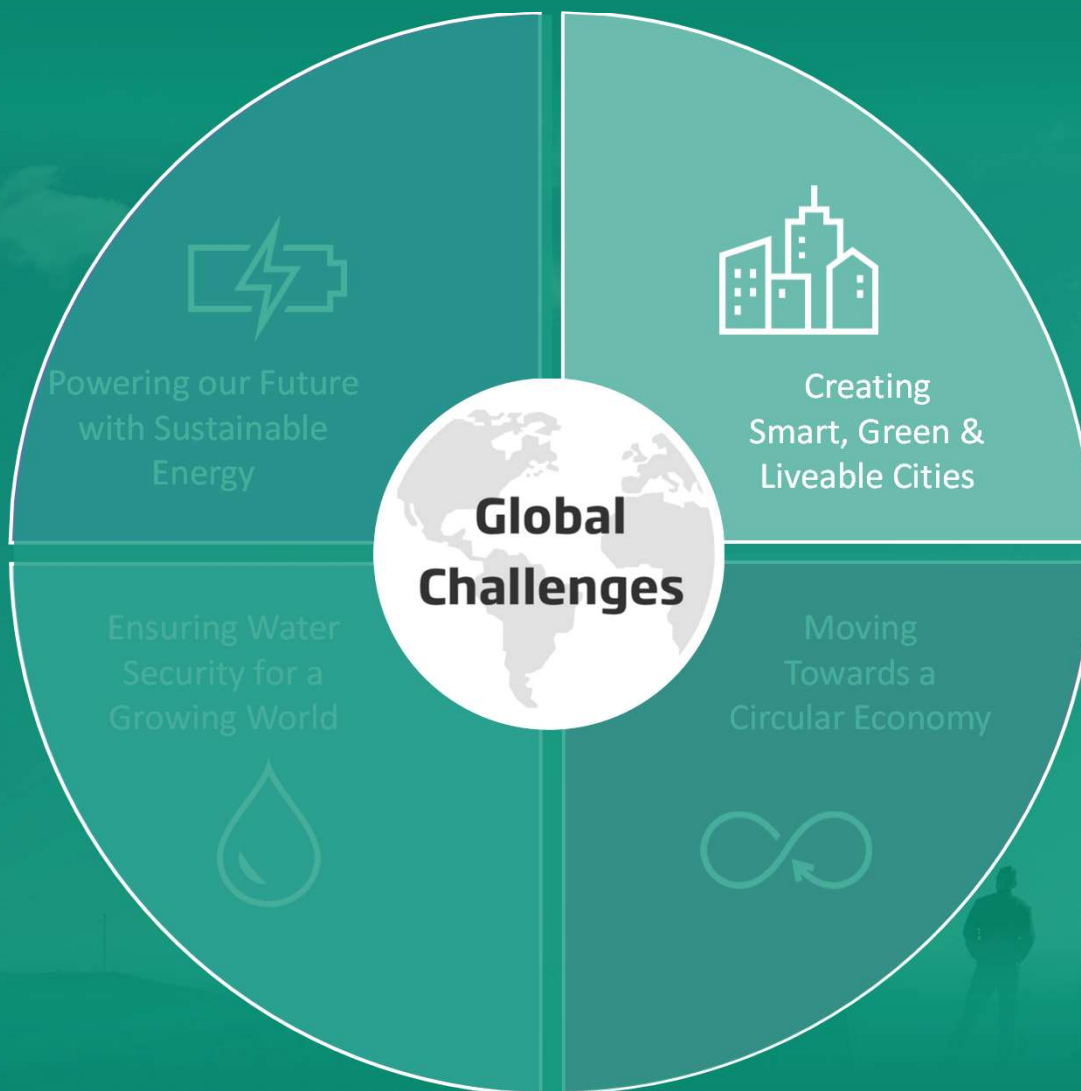 Powering our Future
with Sustainable
Energy
Creating
Smart, Green &
Liveable Cities
Global
Challenges
Ensuring Water
Security for a
Growing World
Moving
Towards a
Circular Economy